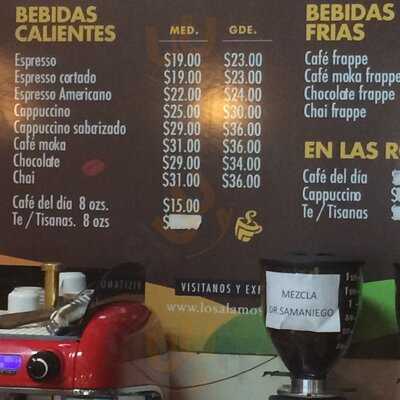 BEBIDAS CALIENTES MED. GDE.
Espresso $19.00 $23.00
Espresso cortado $19.00 $23.00
Espresso Americano $22.00 $24.00
Cappuccino $25.00 $30.00
Cappuccino saborizado $29.00 $36.00
Café moka $31.00 $36.00
Chocolate $29.00 $34.00
Chai $31.00 $36.00
Café del día 8 ozs. $15.00
Te / Tisanas. 8 ozs
BEBIDAS FRIAS
Café frappe
Café moka frappe
Chocolate frappe
Chai frappe
EN LAS
Café del día
Cappuccino
Te / Tisanas
VISITANOS Y
MEZCLA
DR.SAMANIEGO